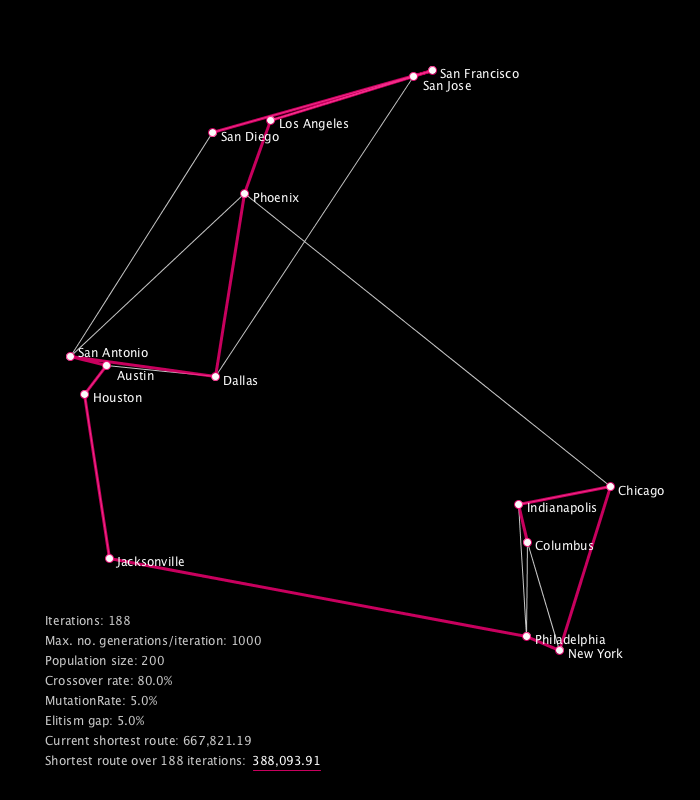 San Francisco
San Jose
Los Angeles
San Diego
Phoenix
San Antonio
Austin
Dallas
Houston
Chicago
Indianapolis
Columbus
Jacksonville
Philadelphia
New York
Iterations: 188
Max. no. generations/iteration: 1000
Population size: 200
Crossover rate: 80.0%
MutationRate: 5.0%
Elitism gap: 5.0%
Current shortest route: 667,821.19
Shortest route over 188 iterations: 388,093.91